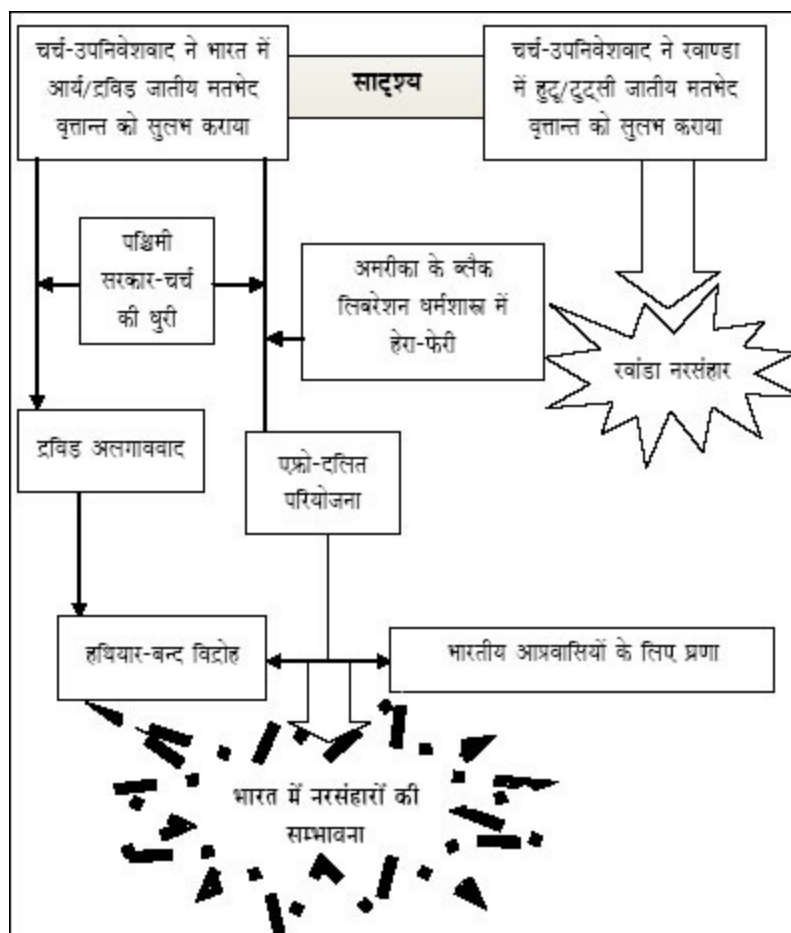 चर्च-उपनिवेशवाद ने भारत में
आर्य/द्रविड़ जातीय मतभेद
वृत्तान्त को सुलभ कराया
सादृश्य
चर्च-उपनिवेशवाद ने रवाण्डा
में हुटू/टुट्सी जातीय मतभेद
वृत्तान्त को सुलभ कराया
पश्चिमी
सरकार-चर्च
की धुरी
अमरीका के ब्लैक
लिबरेशन धर्मशास्त्र में
हेरा-फेरी
रवांडा नरसंहार
द्रविड़ अलगाववाद
एफ्रो-दलित
परियोजना
हथियार-बन्द विद्रोह
भारतीय आप्रवासियों के लिए घ्रणा
भारत में नरसंहारों की
सम्भावना